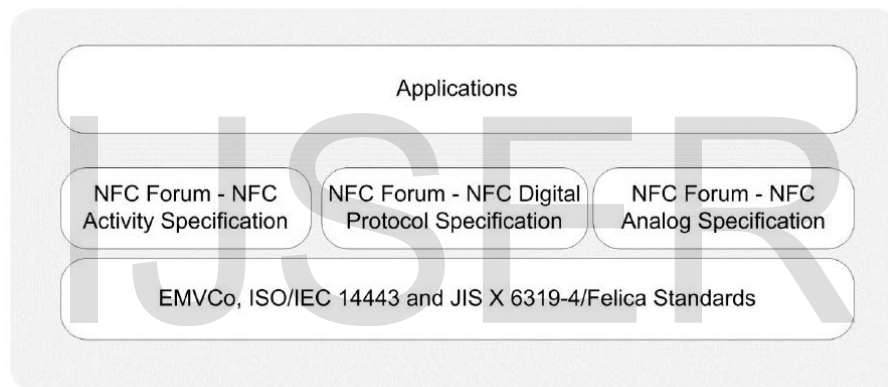 Applications
NFC Forum - NFC
Activity Specification
NFC Forum - NFC Digital
Protocol Specification
NFC Forum - NFC
Analog Specification
EMVCo, ISO/IEC 14443 and JIS X 6319-4/Felica Standards
IJSER